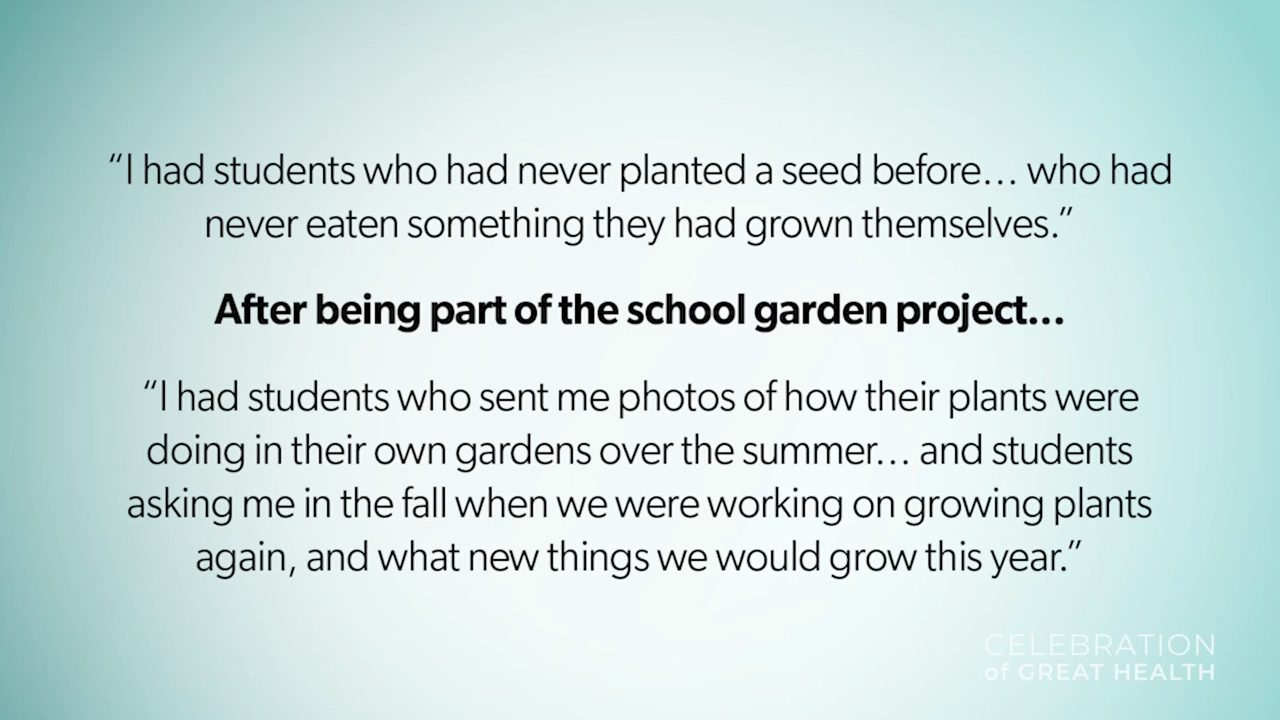 “I had students who had never planted a seed before… who had
never eaten something they had grown themselves.”
After being part of the school garden project…
“I had students who sent me photos of how their plants were
doing in their own gardens over the summer… and students
asking me in the fall when we were working on growing plants
again, and what new things we would grow this year.”
CELEBRATION
of GREAT HEALTH